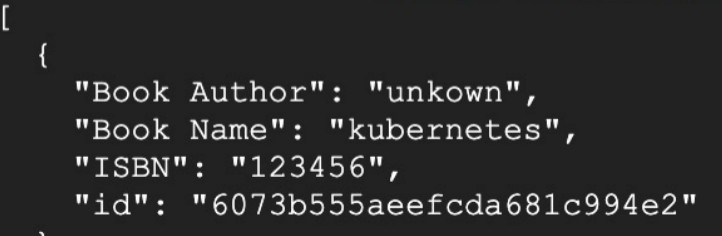 [
{
"Book Author": "unkown",
"Book Name": "kubernetes",
"ISBN": "123456",
"id": "6073b555aeefcda681c994e2"
}